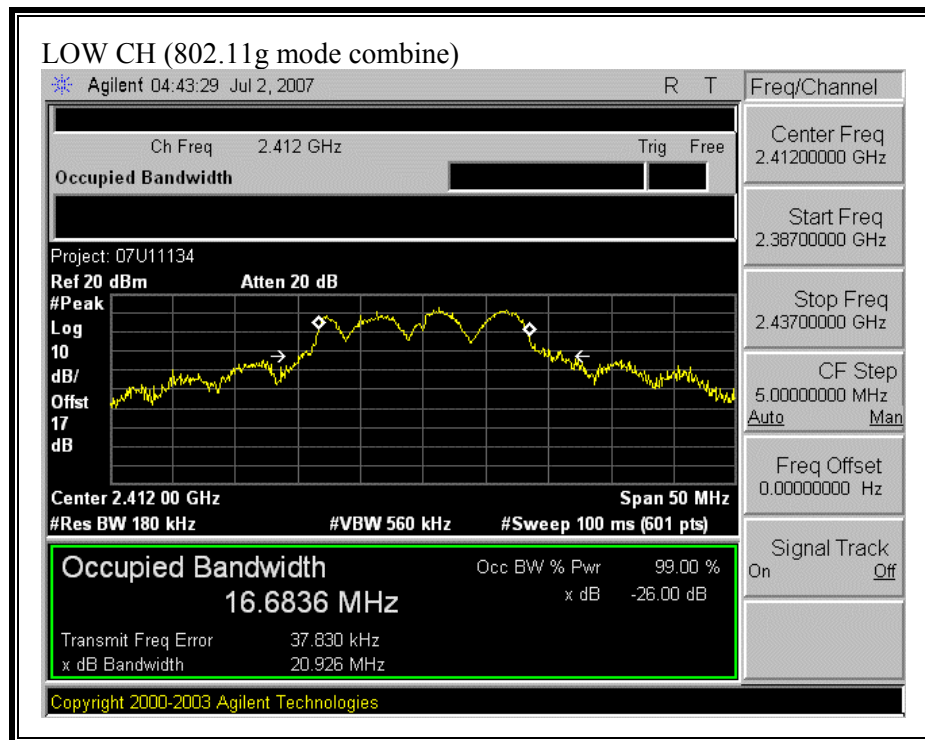 LOW CH (802.11g mode combine)
Agilent 04:43:29 Jul 2, 2007 R T
Freq/Channel
Ch Freq 2.412 GHz Trig Free
Occupied Bandwidth
Center Freq
2.41200000 GHz
Start Freq
2.38700000 GHz
Stop Freq
2.43700000 GHz
CF Step
5.00000000 MHz
Auto Man
Freq Offset
0.00000000 Hz
Signal Track
On Off
Project: 07U11134
Ref 20 dBm Atten 20 dB
#Peak
Log
10
dB/
Offst
17
dB
Center 2.412 00 GHz Span 50 MHz
#Res BW 180 kHz #VBW 560 kHz #Sweep 100 ms (601 pts)
Occupied Bandwidth
16.6836 MHz
Occ BW % Pwr 99.00 %
x dB -26.00 dB
Transmit Freq Error 37.830 kHz
x dB Bandwidth 20.926 MHz
Copyright 2000-2003 Agilent Technologies